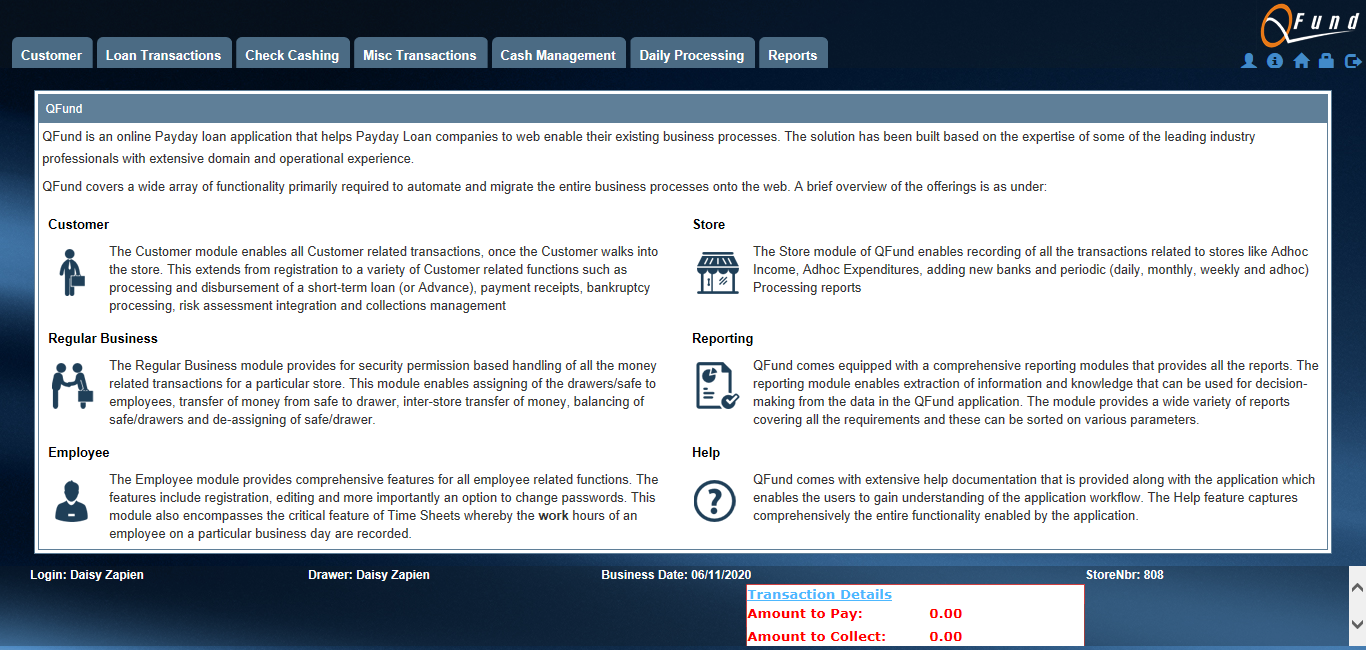 QFund
Customer
Loan Transactions
Check Cashing
Misc Transactions
Cash Management
Daily Processing
Reports
QFund
QFund is an online Payday loan application that helps Payday Loan companies to web enable their existing business processes. The solution has been built based on the expertise of some of the leading industry
professionals with extensive domain and operational experience.
QFund covers a wide array of functionality primarily required to automate and migrate the entire business processes onto the web. A brief overview of the offerings is as under:
Customer
The Customer module enables all Customer related transactions, once the Customer walks into
the store. This extends from registration to a variety of Customer related functions such as
processing and disbursement of a short-term loan (or Advance), payment receipts, bankruptcy
processing, risk assessment integration and collections management
Store
The Store module of QFund enables recording of all the transactions related to stores like Adhoc
Income, Adhoc Expenditures, adding new banks and periodic (daily, monthly, weekly and adhoc)
Processing reports
Regular Business
The Regular Business module provides for security permission based handling of all the money
related transactions for a particular store. This module enables assigning of the drawers/safe to
employees, transfer of money from safe to drawer, inter-store transfer of money, balancing of
safe/drawers and de-assigning of safe/drawer.
Reporting
QFund comes equipped with a comprehensive reporting modules that provides all the reports. The
reporting module enables extraction of information and knowledge that can be used for decision-
making from the data in the QFund application. The module provides a wide variety of reports
covering all the requirements and these can be sorted on various parameters.
Employee
The Employee module provides comprehensive features for all employee related functions. The
features include registration, editing and more importantly an option to change passwords. This
module also encompasses the critical feature of Time Sheets whereby the work hours of an
employee on a particular business day are recorded.
Help
QFund comes with extensive help documentation that is provided along with the application which
enables the users to gain understanding of the application workflow. The Help feature captures
comprehensively the entire functionality enabled by the application.
Login: Daisy Zapien
Drawer: Daisy Zapien
Business Date: 06/11/2020
StoreNbr: 808
Transaction Details
Amount to Pay: 0.00
Amount to Collect: 0.00